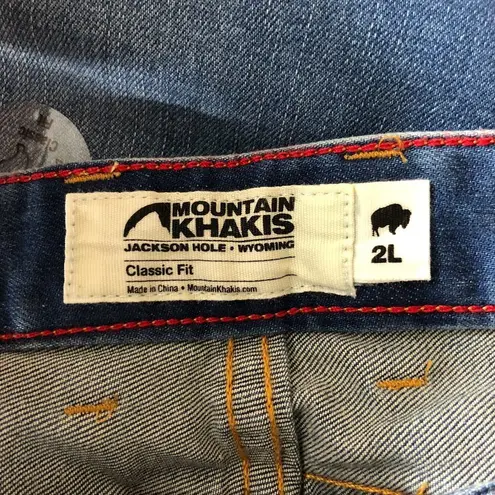 MOUNTAIN
KHAKIS
JACKSON HOLE • WYOMING
Classic Fit
Made in China • MountainKhakis.com
2L